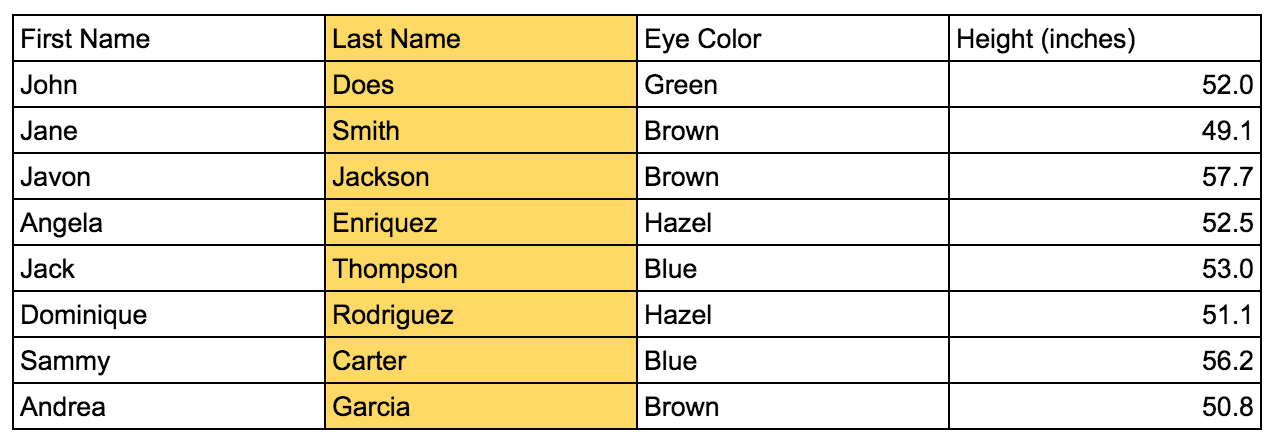 First Name Last Name Eye Color Height (inches)
John Does Green 52.0
Jane Smith Brown 49.1
Javon Jackson Brown 57.7
Angela Enriquez Hazel 52.5
Jack Thompson Blue 53.0
Dominique Rodriguez Hazel 51.1
Sammy Carter Blue 56.2
Andrea Garcia Brown 50.8